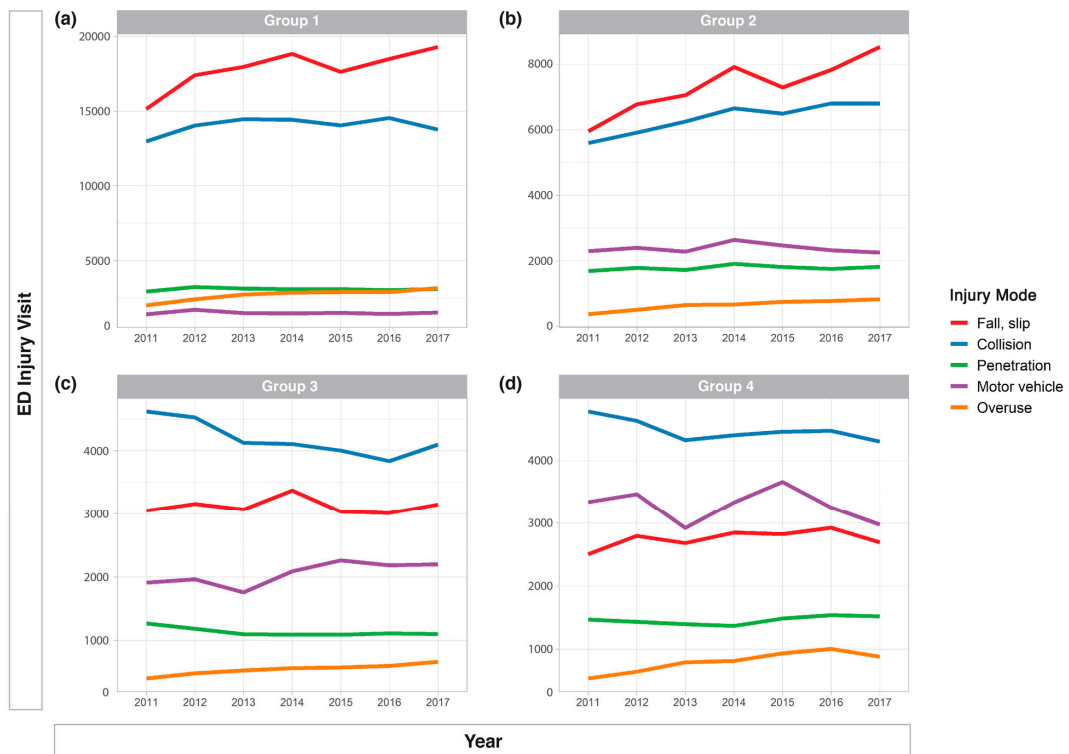 (a)
Group 1
20000
15000
10000
5000
0
2011 2012 2013 2014 2015 2016 2017
(b)
Group 2
8000
6000
4000
2000
0
2011 2012 2013 2014 2015 2016 2017
(c)
Group 3
4000
3000
2000
1000
0
2011 2012 2013 2014 2015 2016 2017
(d)
Group 4
4000
3000
2000
1000
0
2011 2012 2013 2014 2015 2016 2017
ED Injury Visit
Year
Injury Mode
Fall, slip
Collision
Penetration
Motor vehicle
Overuse